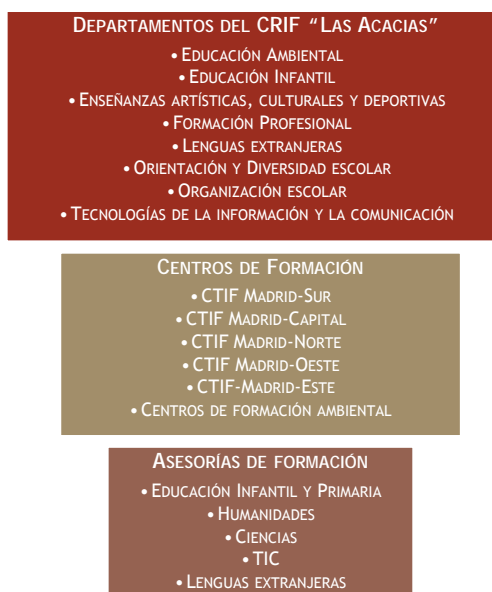 DEPARTAMENTOS DEL CRIF “LAS ACACIAS”
• EDUCACIÓN AMBIENTAL
• EDUCACIÓN INFANTIL
• ENSEÑANZAS ARTÍSTICAS, CULTURALES Y DEPORTIVAS
• FORMACIÓN PROFESIONAL
• LENGUAS EXTRANJERAS
• ORIENTACIÓN Y DIVERSIDAD ESCOLAR
• ORGANIZACIÓN ESCOLAR
• TECNOLOGÍAS DE LA INFORMACIÓN Y LA COMUNICACIÓN
CENTROS DE FORMACIÓN
• CTIF MADRID-SUR
• CTIF MADRID-CAPITAL
• CTIF MADRID-NORTE
• CTIF MADRID-OESTE
• CTIF-MADRID-ESTE
• CENTROS DE FORMACIÓN AMBIENTAL
ASESORÍAS DE FORMACIÓN
• EDUCACIÓN INFANTIL Y PRIMARIA
• HUMANIDADES
• CIENCIAS
• TIC
• LENGUAS EXTRANJERAS